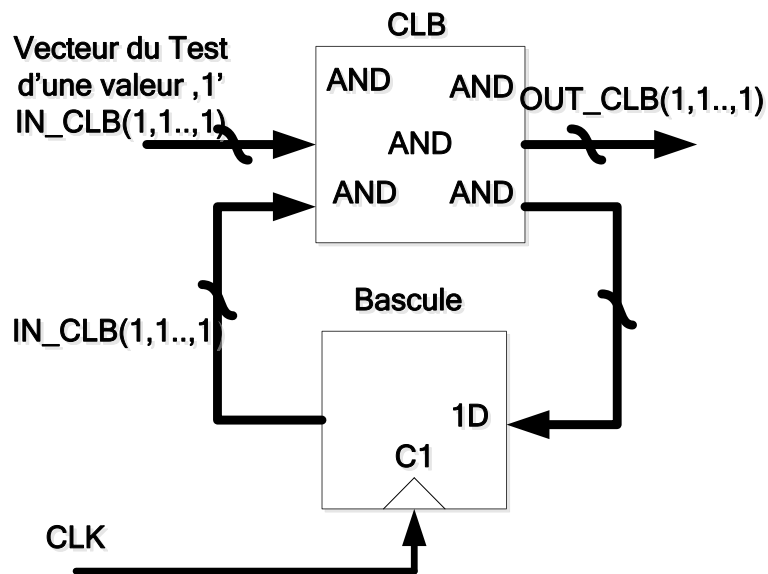 CLB
Vecteur du Test
d'une valeur ,1'
IN_CLB(1,1..,1)
AND
AND
AND
AND
AND
OUT_CLB(1,1..,1)
IN_CLB(1,1..,1)
Bascule
1D
C1
CLK